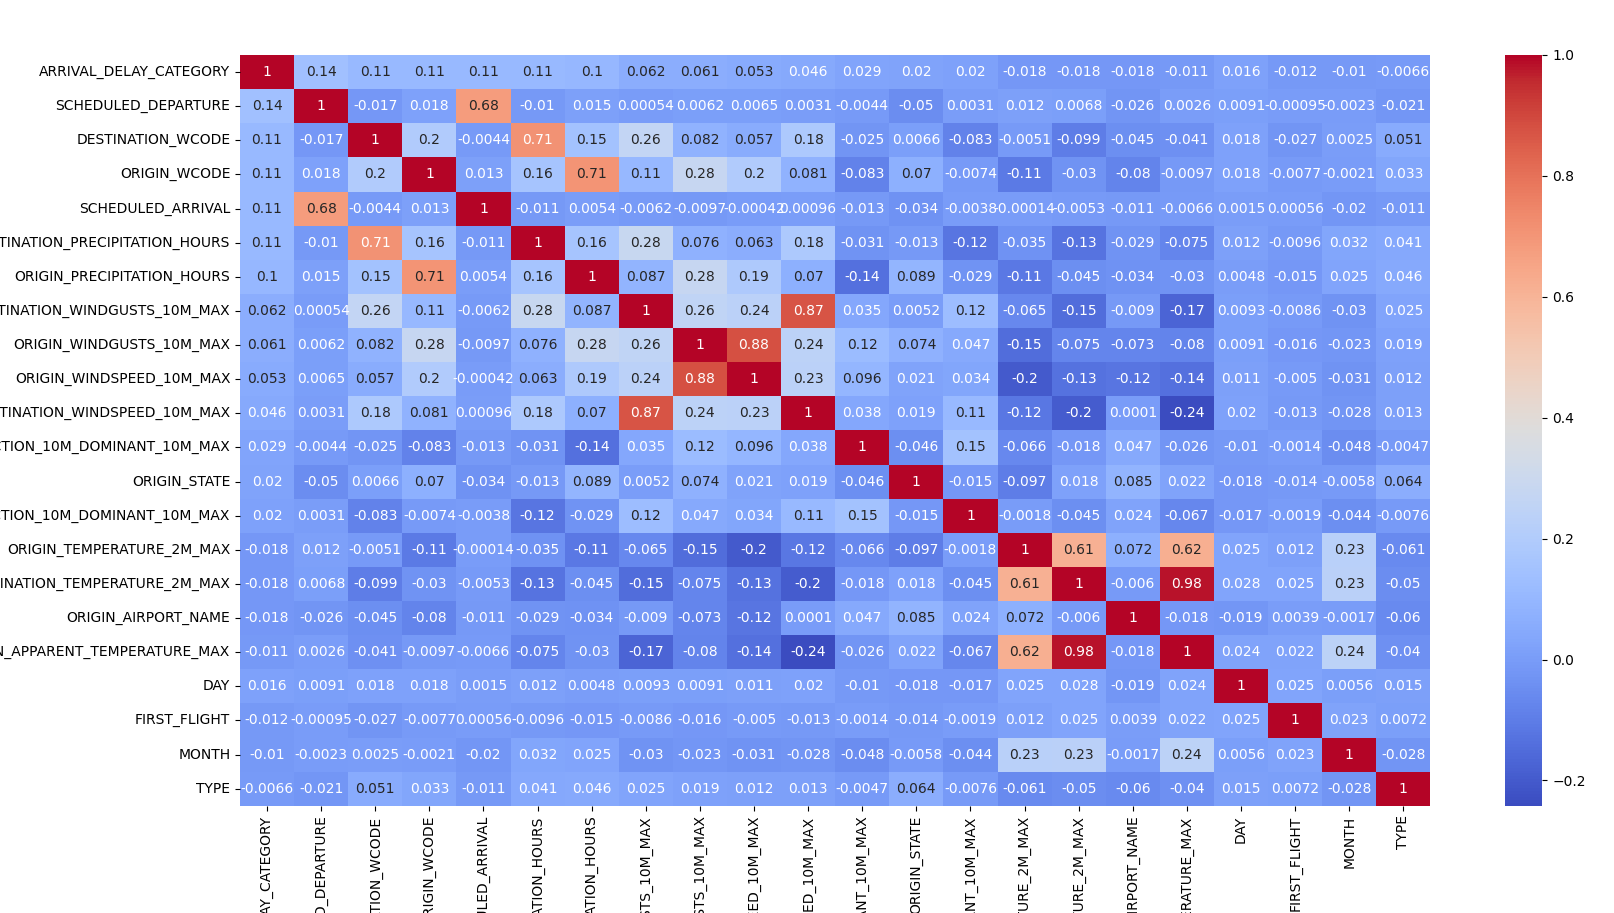 ARRIVAL_DELAY_CATEGORY 1 0.14 0.11 0.11 0.11 0.11 0.1 0.062 0.061 0.053 0.046 0.029 0.02 0.02 -0.018 -0.018 -0.018 -0.011 0.016 -0.012 -0.01 -0.0066
SCHEDULED_DEPARTURE 0.14 1 -0.017 0.018 0.68 -0.01 0.015 0.00054 0.0062 0.0065 0.0031 -0.0044 -0.05 0.0031 0.012 0.0068 -0.026 0.0026 0.0091 -0.00095 -0.0023 -0.021
DESTINATION_WCODE 0.11 -0.017 1 0.2 -0.0044 0.71 0.15 0.26 0.082 0.057 0.18 -0.025 0.0066 -0.083 -0.0051 -0.099 -0.045 -0.041 0.018 -0.027 0.0025 0.051
ORIGIN_WCODE 0.11 0.018 0.2 1 0.013 0.16 0.71 0.11 0.28 0.2 0.081 -0.083 0.07 -0.0074 -0.11 -0.03 -0.08 -0.0097 0.018 -0.0077 -0.0021 0.033
SCHEDULED_ARRIVAL 0.11 0.68 -0.0044 0.013 1 -0.011 0.0054 -0.0062 -0.0097 -0.00042 0.00096 -0.013 -0.034 -0.0038 -0.00014 -0.0053 -0.011 -0.0066 0.0015 0.00056 -0.02 -0.011
TINATION_PRECIPITATION_HOURS 0.11 -0.01 0.71 0.16 -0.011 1 0.16 0.28 0.076 0.063 0.18 -0.031 -0.013 -0.12 -0.035 -0.13 -0.029 -0.075 0.012 -0.0096 0.032 0.041
ORIGIN_PRECIPITATION_HOURS 0.1 0.015 0.15 0.71 0.0054 0.16 1 0.087 0.28 0.19 0.07 -0.14 0.089 -0.029 -0.11 -0.045 -0.034 -0.03 0.0048 -0.015 0.025 0.046
TINATION_WINDGUSTS_10M_MAX 0.062 0.00054 0.26 0.11 -0.0062 0.28 0.087 1 0.26 0.24 0.87 0.035 0.0052 0.12 -0.065 -0.15 -0.009 -0.17 0.0093 -0.0086 -0.03 0.025
ORIGIN_WINDGUSTS_10M_MAX 0.061 0.0062 0.082 0.28 -0.0097 0.076 0.28 0.26 1 0.88 0.24 0.12 0.074 0.047 -0.15 -0.075 -0.073 -0.08 0.0091 -0.016 -0.023 0.019
ORIGIN_WINDSPEED_10M_MAX 0.053 0.0065 0.057 0.2 -0.00042 0.063 0.19 0.24 0.88 1 0.23 0.096 0.021 0.034 -0.2 -0.13 -0.12 -0.14 0.011 -0.005 -0.031 0.012
TINATION_WINDSPEED_10M_MAX 0.046 0.0031 0.18 0.081 0.00096 0.18 0.07 0.87 0.24 0.23 1 0.038 0.019 0.11 -0.12 -0.2 0.0001 -0.24 0.02 -0.013 -0.028 0.013
CTION_10M_DOMINANT_10M_MAX 0.029 -0.0044 -0.025 -0.083 -0.013 -0.031 -0.14 0.035 0.12 0.096 0.038 1 -0.046 0.15 -0.066 -0.018 0.047 -0.026 -0.01 -0.0014 -0.048 -0.0047
ORIGIN_STATE 0.02 -0.05 0.0066 0.07 -0.034 -0.013 0.089 0.0052 0.074 0.021 0.019 -0.046 1 -0.015 -0.097 0.018 0.085 0.022 -0.018 -0.014 -0.0058 0.064
CTION_10M_DOMINANT_10M_MAX 0.02 0.0031 -0.083 -0.0074 -0.0038 -0.12 -0.029 0.12 0.047 0.034 0.11 0.15 -0.015 1 -0.0018 -0.045 0.024 -0.067 -0.017 -0.0019 -0.044 -0.0076
ORIGIN_TEMPERATURE_2M_MAX -0.018 0.012 -0.0051 -0.11 -0.00014 -0.035 -0.11 -0.065 -0.15 -0.2 -0.12 -0.066 -0.097 -0.0018 1 0.61 0.072 0.62 0.025 0.012 0.23 -0.061
INATION_TEMPERATURE_2M_MAX -0.018 0.0068 -0.099 -0.03 -0.0053 -0.13 -0.045 -0.15 -0.075 -0.13 -0.2 -0.018 0.018 -0.045 0.61 1 -0.006 0.98 0.028 0.025 0.23 -0.05
ORIGIN_AIRPORT_NAME -0.018 -0.026 -0.045 -0.08 -0.011 -0.029 -0.034 -0.009 -0.073 -0.12 0.0001 0.047 0.085 0.024 0.072 -0.006 1 -0.018 -0.019 0.0039 -0.0017 -0.06
N_APPARENT_TEMPERATURE_MAX -0.011 0.0026 -0.041 -0.0097 -0.0066 -0.075 -0.03 -0.17 -0.08 -0.14 -0.24 -0.026 0.022 -0.067 0.62 0.98 -0.018 1 0.024 0.022 0.24 -0.04
DAY 0.016 0.0091 0.018 0.018 0.0015 0.012 0.0048 0.0093 0.0091 0.011 0.02 -0.01 -0.018 -0.017 0.025 0.028 -0.019 0.024 1 0.025 0.0056 0.015
FIRST_FLIGHT -0.012 -0.00095 -0.027 -0.0077 0.00056 -0.0096 -0.015 -0.0086 -0.016 -0.005 -0.013 -0.0014 -0.014 -0.0019 0.012 0.025 0.0039 0.022 0.025 1 0.023 0.0072
MONTH -0.01 -0.0023 0.0025 -0.0021 -0.02 0.032 0.025 -0.03 -0.023 -0.031 -0.028 -0.048 -0.0058 -0.044 0.23 0.23 -0.0017 0.24 0.0056 0.023 1 -0.028
TYPE -0.0066 -0.021 0.051 0.033 -0.011 0.041 0.046 0.025 0.019 0.012 0.013 -0.0047 0.064 -0.0076 -0.061 -0.05 -0.06 -0.04 0.015 0.0072 -0.028 1
AY_CATEGORY
D_DEPARTURE
TION_WCODE
RIGIN_WCODE
ULED_ARRIVAL
ATION_HOURS
ATION_HOURS
STS_10M_MAX
STS_10M_MAX
EED_10M_MAX
ED_10M_MAX
ANT_10M_MAX
ORIGIN_STATE
ANT_10M_MAX
TURE_2M_MAX
TURE_2M_MAX
IRPORT_NAME
ERATURE_MAX
DAY
FIRST_FLIGHT
MONTH
TYPE
1.0
0.8
0.6
0.4
0.2
0.0
−0.2